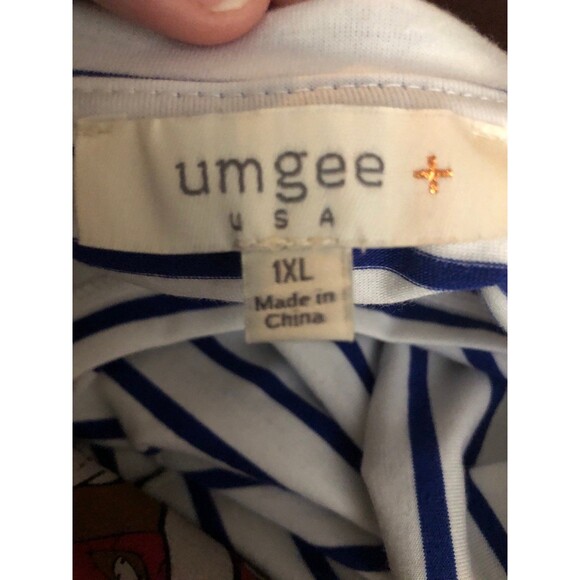 umgee +
USA
1XL
Made in
China